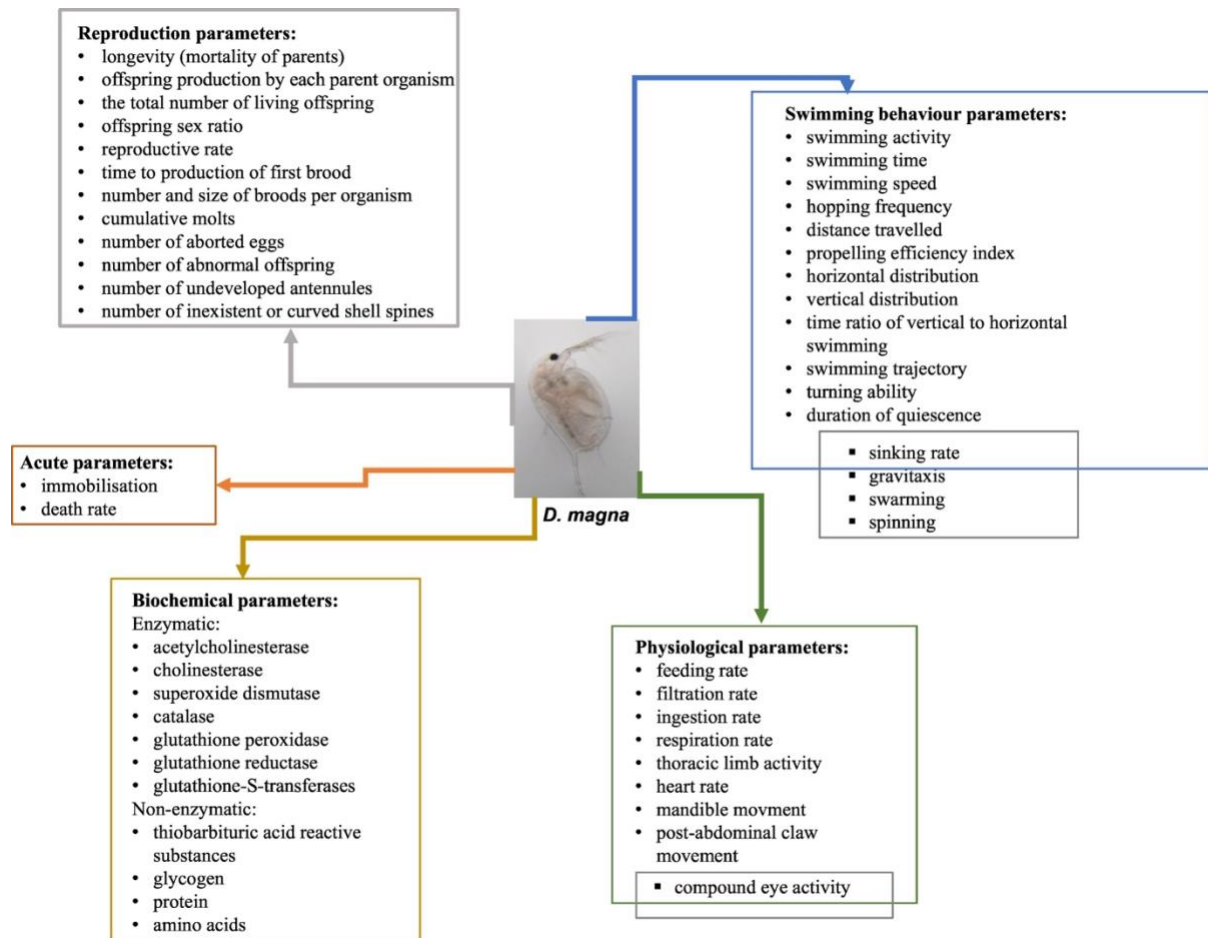 Reproduction parameters:
• longevity (mortality of parents)
• offspring production by each parent organism
• the total number of living offspring
• offspring sex ratio
• reproductive rate
• time to production of first brood
• number and size of broods per organism
• cumulative molts
• number of aborted eggs
• number of abnormal offspring
• number of undeveloped antennules
• number of inexistent or curved shell spines
Swimming behaviour parameters:
• swimming activity
• swimming time
• swimming speed
• hopping frequency
• distance travelled
• propelling efficiency index
• horizontal distribution
• vertical distribution
• time ratio of vertical to horizontal
swimming
• swimming trajectory
• turning ability
• duration of quiescence
▪ sinking rate
▪ gravitaxis
▪ swarming
▪ spinning
Acute parameters:
• immobilisation
• death rate
D. magna
Biochemical parameters:
Enzymatic:
• acetylcholinesterase
• cholinesterase
• superoxide dismutase
• catalase
• glutathione peroxidase
• glutathione reductase
• glutathione-S-transferases
Non-enzymatic:
• thiobarbituric acid reactive
substances
• glycogen
• protein
• amino acids
Physiological parameters:
• feeding rate
• filtration rate
• ingestion rate
• respiration rate
• thoracic limb activity
• heart rate
• mandible movment
• post-abdominal claw
movement
▪ compound eye activity